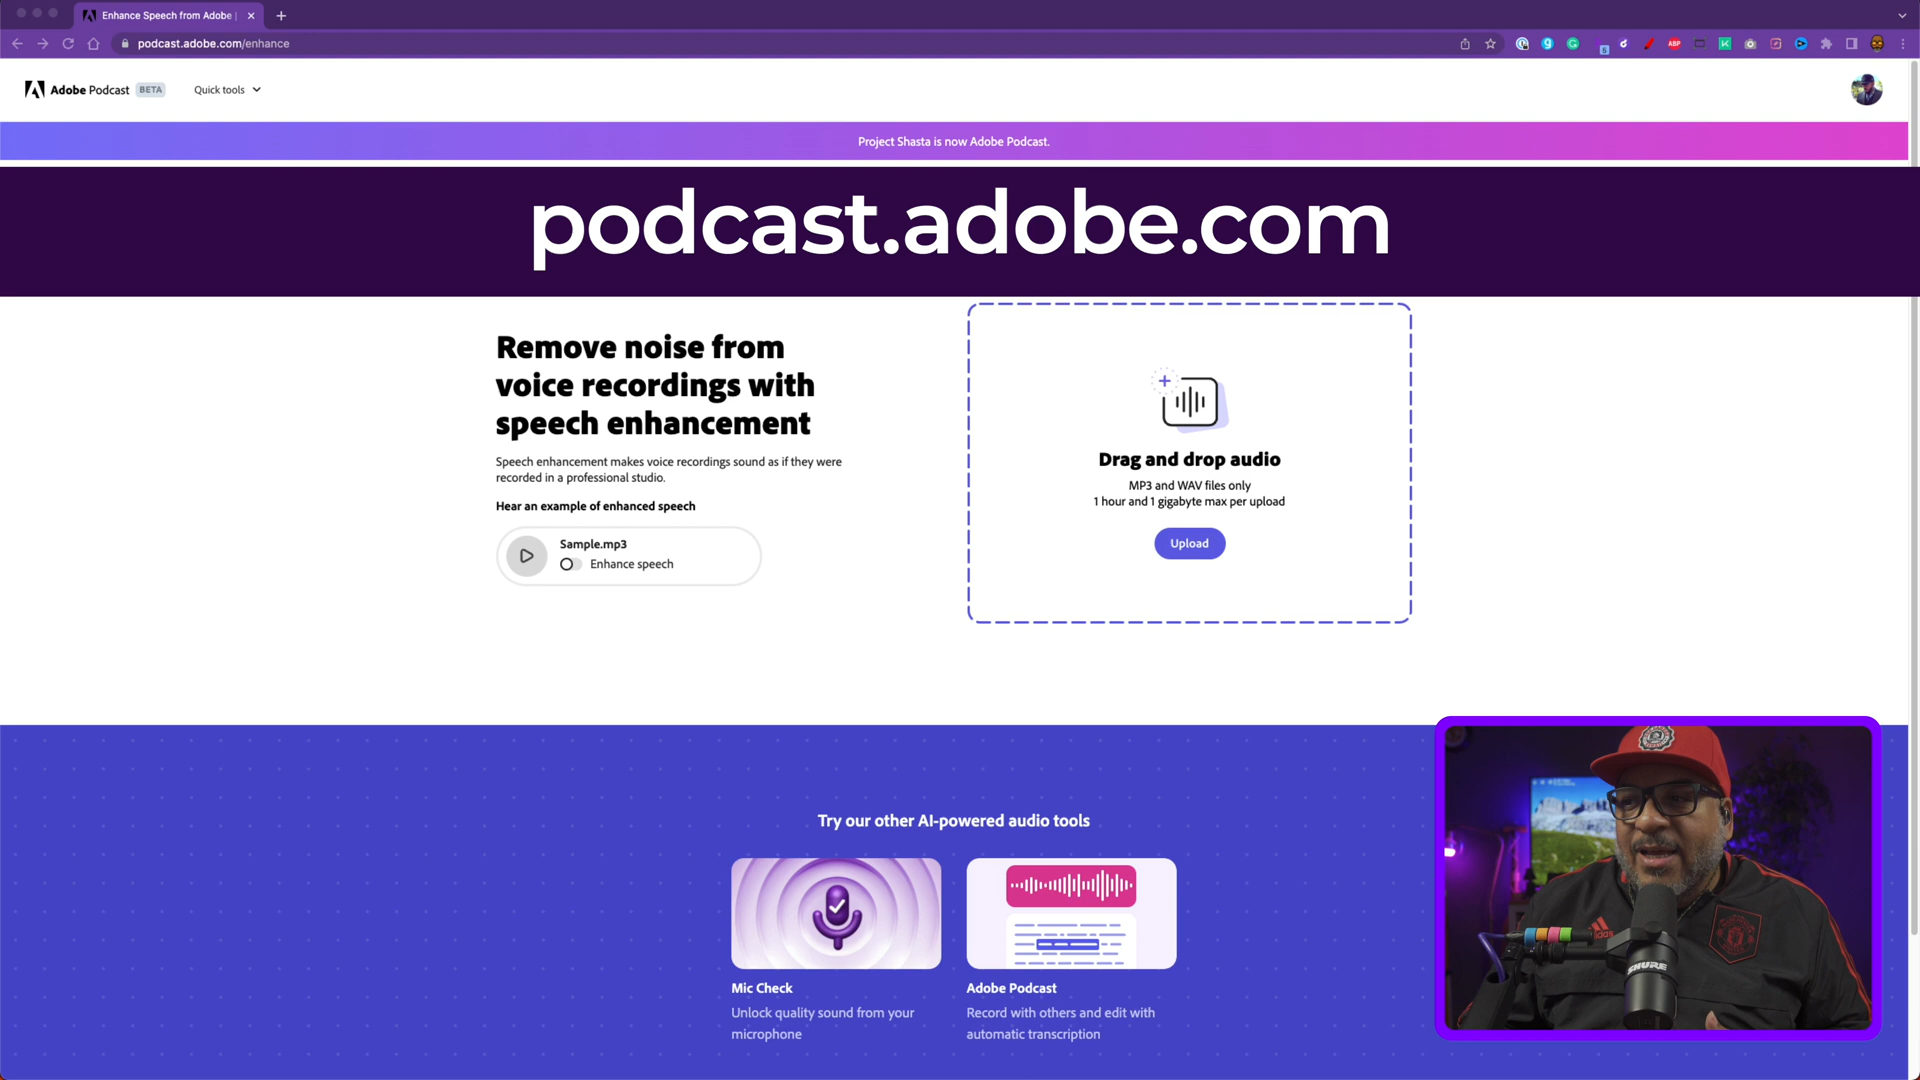 Enhance Speech from Adobe |
podcast.adobe.com/enhance
ABP
5
Adobe Podcast BETA
Quick tools
Project Shasta is now Adobe Podcast.
podcast.adobe.com
Remove noise from
voice recordings with
speech enhancement
Speech enhancement makes voice recordings sound as if they were
recorded in a professional studio.
Hear an example of enhanced speech
Sample.mp3
Enhance speech
Drag and drop audio
MP3 and WAV files only
1 hour and 1 gigabyte max per upload
Upload
Try our other AI-powered audio tools
Mic Check
Unlock quality sound from your
microphone
Adobe Podcast
Record with others and edit with
automatic transcription
adidas
SHURE